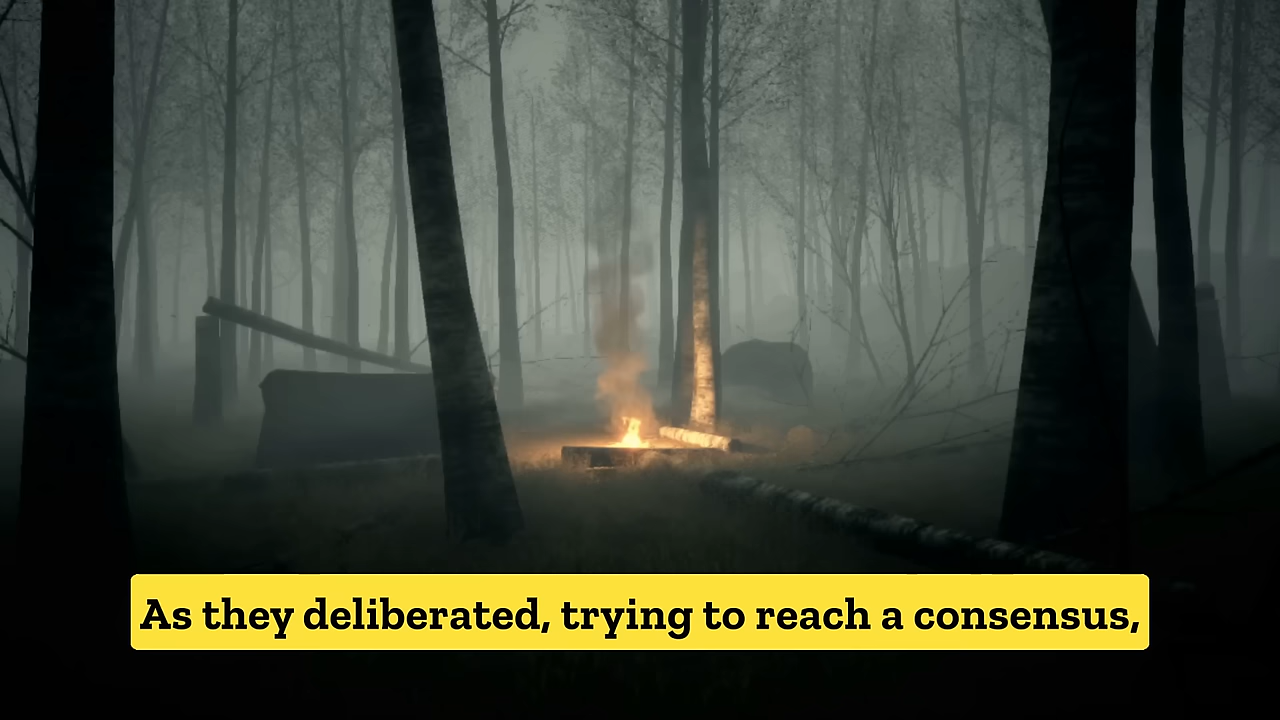 As they deliberated, trying to reach a consensus,